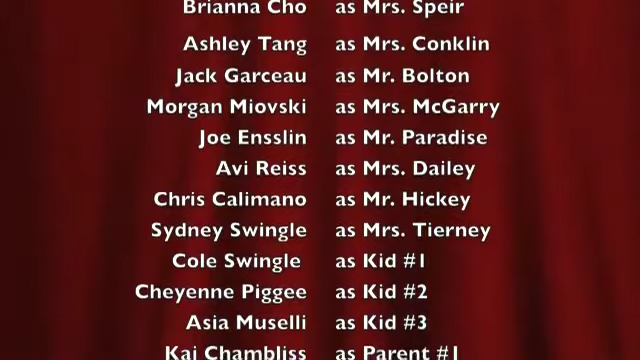 Brianna Cho as Mrs. Speir
Ashley Tang as Mrs. Conklin
Jack Garceau as Mr. Bolton
Morgan Miovski as Mrs. McGarry
Joe Ensslin as Mr. Paradise
Avi Reiss as Mrs. Dailey
Chris Calimano as Mr. Hickey
Sydney Swingle as Mrs. Tierney
Cole Swingle as Kid #1
Cheyenne Piggee as Kid #2
Asia Muselli as Kid #3
Kai Chambliss as Parent #1